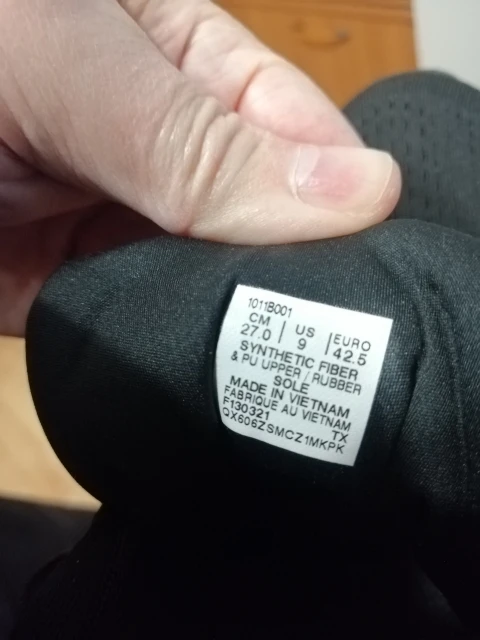 1011B001
CM | US | EURO
27.0 9 42.5
SYNTHETIC FIBER
& PU UPPER / RUBBER
SOLE
MADE IN VIETNAM
FABRIQUE AU VIETNAM
F130321 TX
QX606ZSMCZ1MKPK